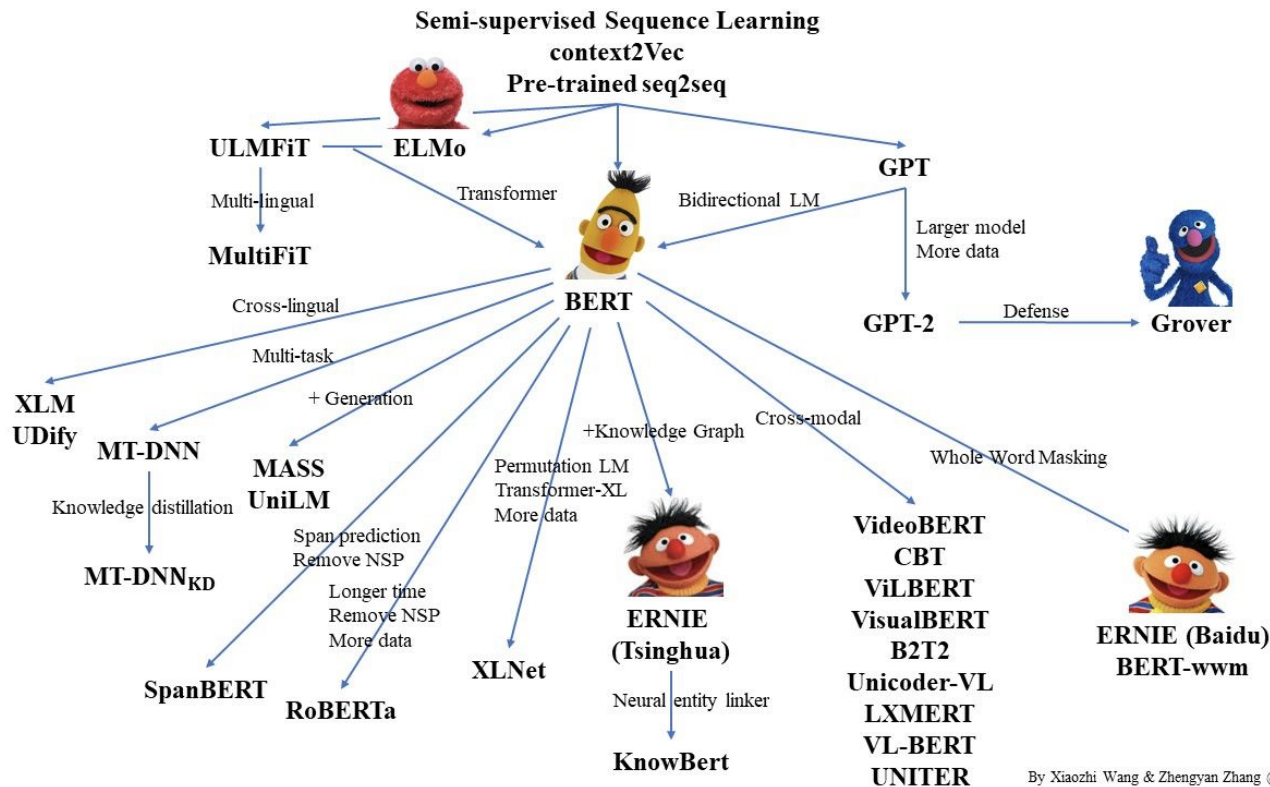 Semi-supervised Sequence Learning
context2Vec
Pre-trained seq2seq
ULMFiT
ELMo
GPT
Multi-lingual
Transformer
Bidirectional LM
MultiFiT
Larger model
More data
BERT
Cross-lingual
GPT-2
Defense
Grover
Multi-task
XLM
UDify
+ Generation
Cross-modal
+Knowledge Graph
MT-DNN
Whole Word Masking
MASS
UniLM
Permutation LM
Transformer-XL
More data
Knowledge distillation
Span prediction
Remove NSP
MT-DNNKD
Longer time
Remove NSP
More data
VideoBERT
CBT
ViLBERT
VisualBERT
B2T2
Unicoder-VL
LXMERT
VL-BERT
UNITER
ERNIE
(Tsinghua)
ERNIE (Baidu)
BERT-wwm
SpanBERT
RoBERTa
XLNet
Neural entity linker
KnowBert
By Xiaozhi Wang & Zhengyan Zhang @